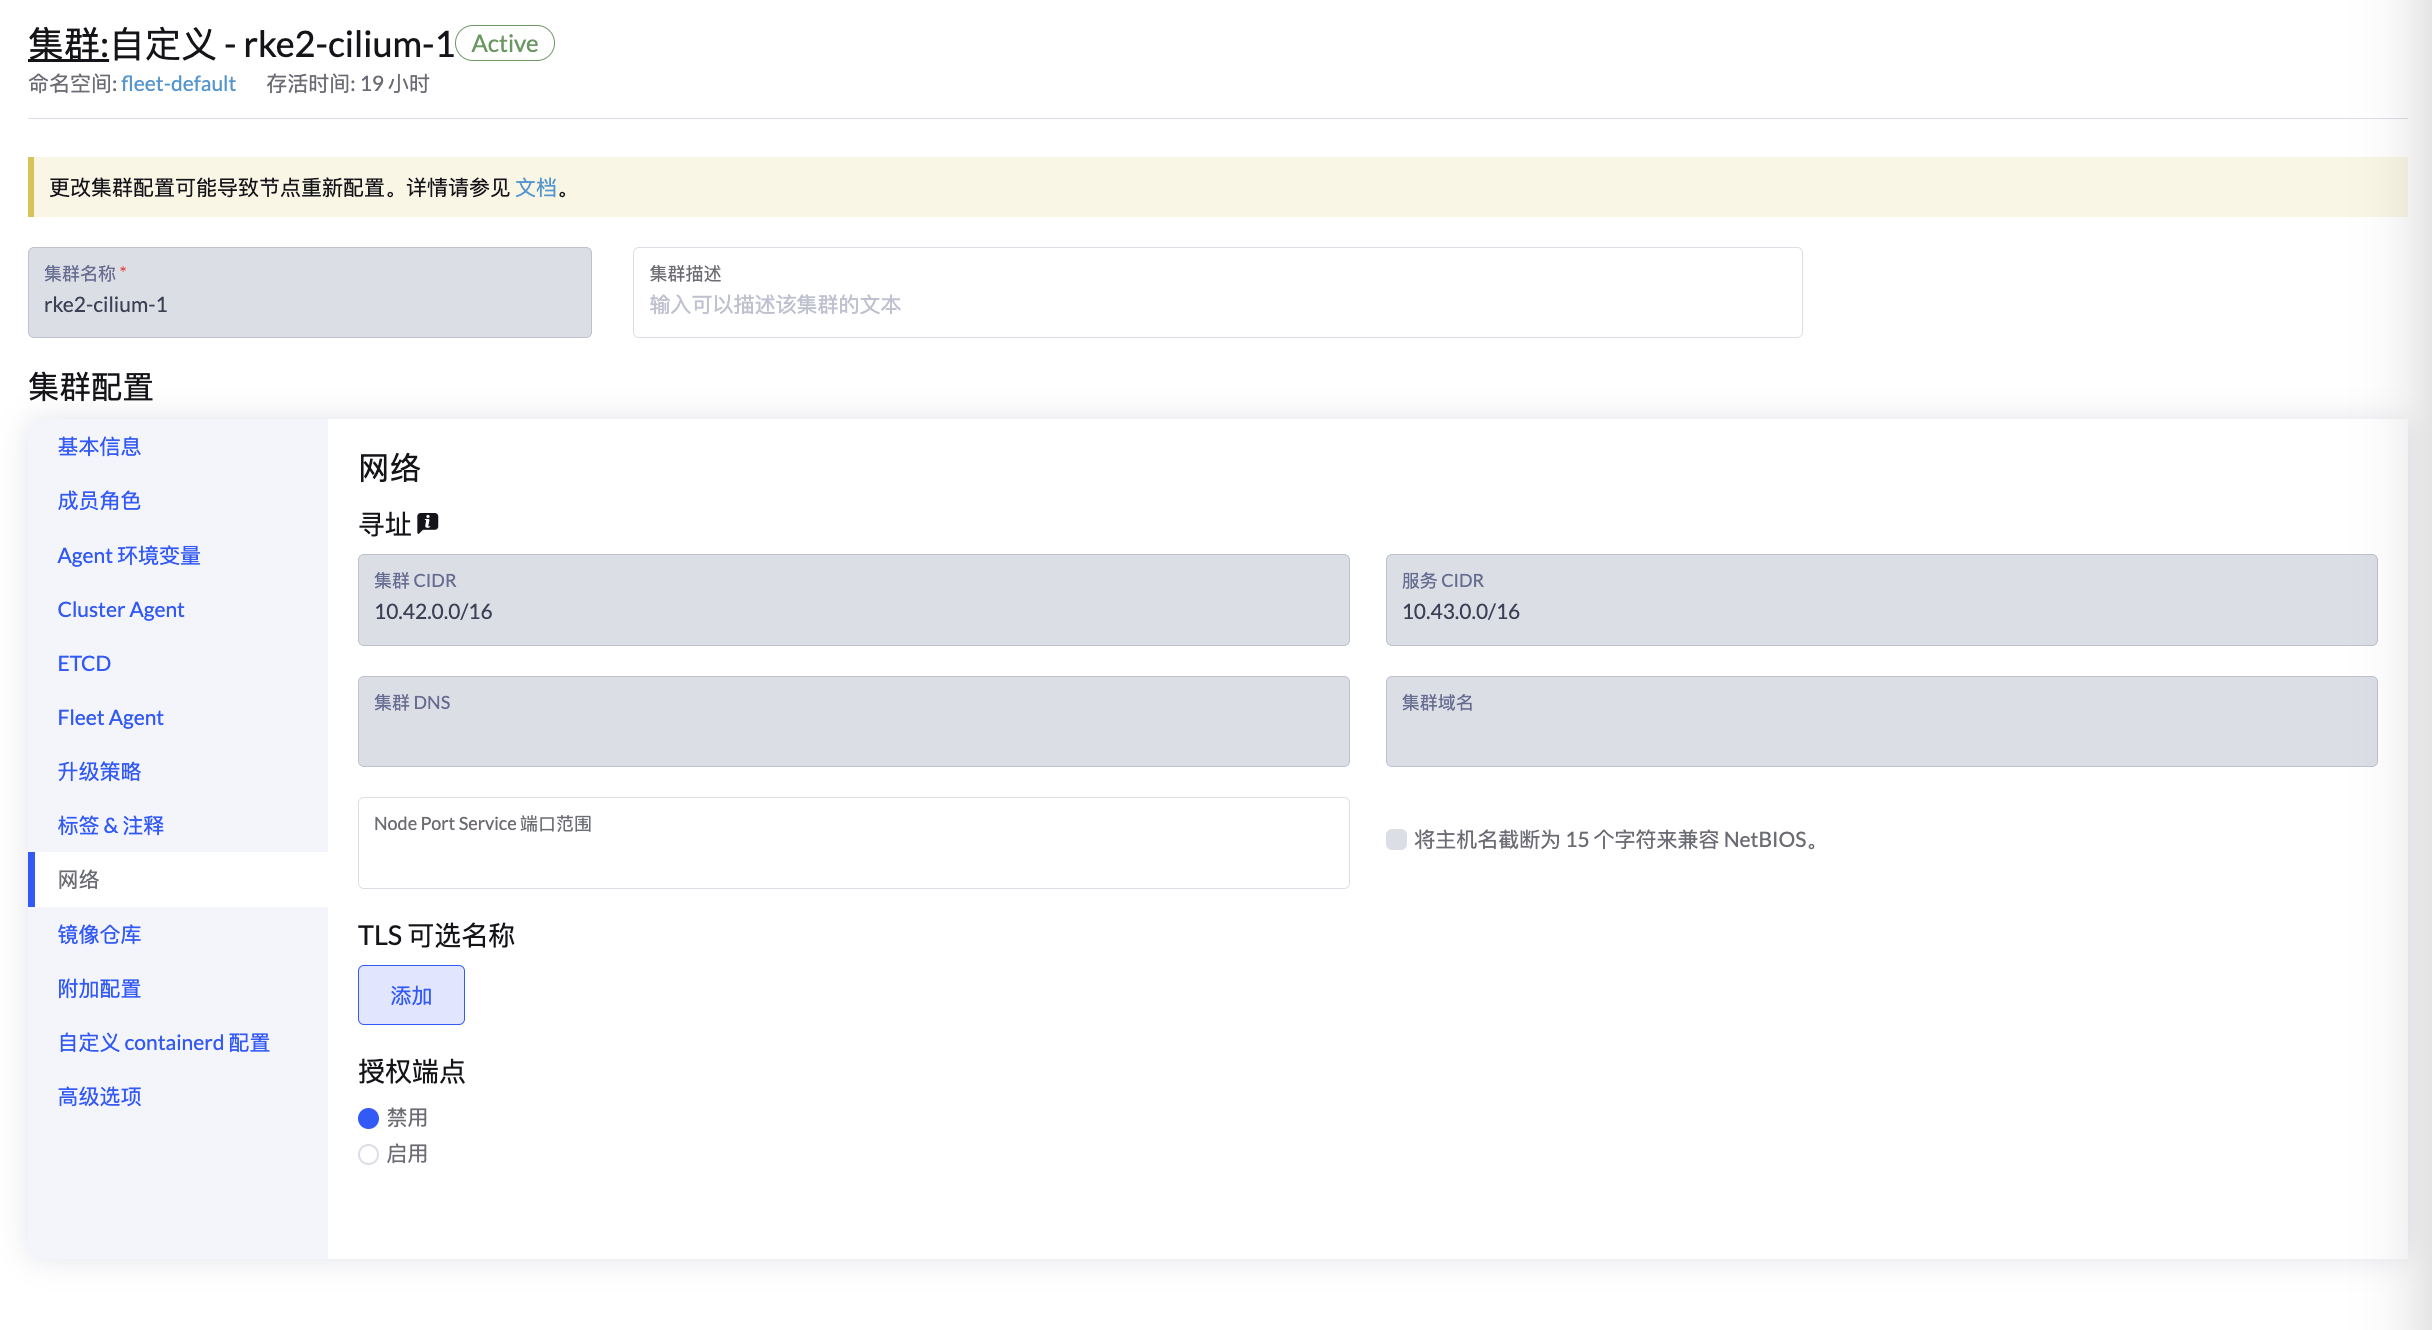 集群:自定义 - rke2-cilium-1 Active
命名空间: fleet-default 存活时间: 19 小时
更改集群配置可能导致节点重新配置。详情请参见 文档。
集群名称 *
rke2-cilium-1
集群描述
输入可以描述该集群的文本
集群配置
基本信息
成员角色
Agent 环境变量
Cluster Agent
ETCD
Fleet Agent
升级策略
标签 & 注释
网络
镜像仓库
附加配置
自定义 containerd 配置
高级选项
网络
寻址
集群 CIDR
10.42.0.0/16
服务 CIDR
10.43.0.0/16
集群 DNS
集群域名
Node Port Service 端口范围
将主机名截断为 15 个字符来兼容 NetBIOS。
TLS 可选名称
添加
授权端点
禁用
启用